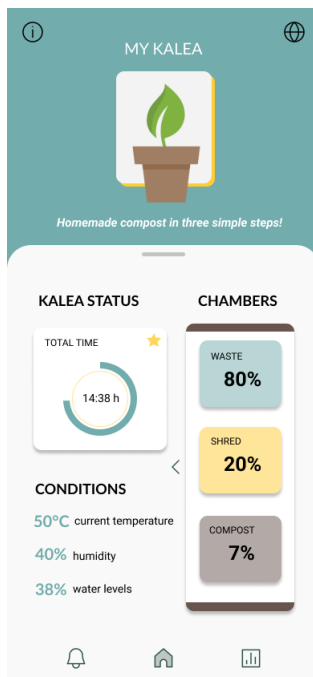 MY KALEA
Homemade compost in three simple steps!
KALEA STATUS
TOTAL TIME
14:38 h
CONDITIONS
50°C current temperature
40% humidity
38% water levels
CHAMBERS
WASTE
80%
SHRED
20%
COMPOST
7%